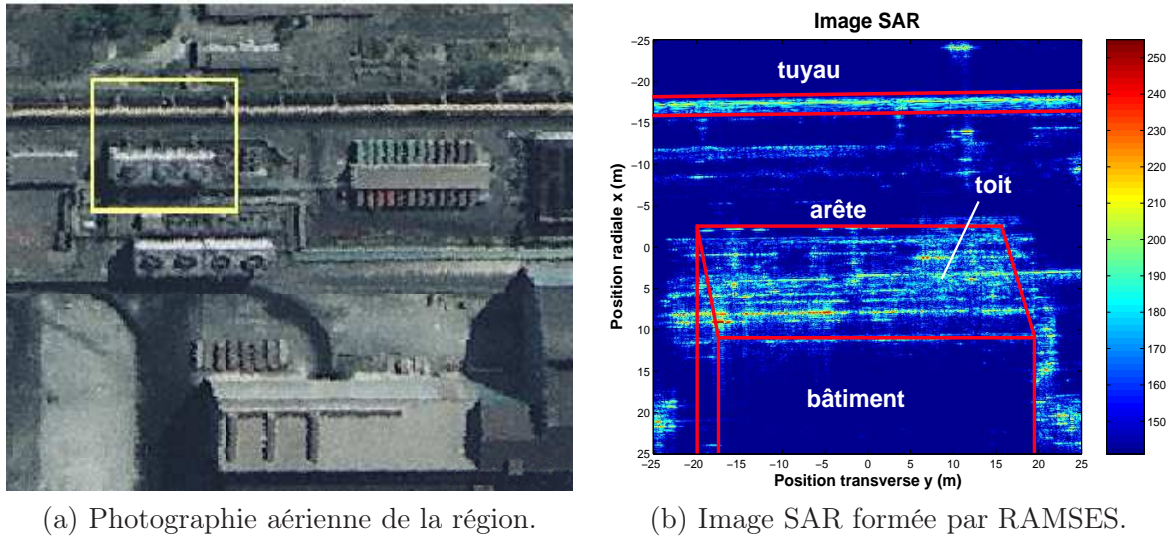 Image SAR
tuyau
toit
arête
bâtiment
Position radiale x (m)
−25
−20
−15
−10
−5
0
5
10
15
20
25
−25 −20 −15 −10 −5 0 5 10 15 20 25
Position transverse y (m)
250
240
230
220
210
200
190
180
170
160
150
(a) Photographie aérienne de la région.
(b) Image SAR formée par RAMSES.